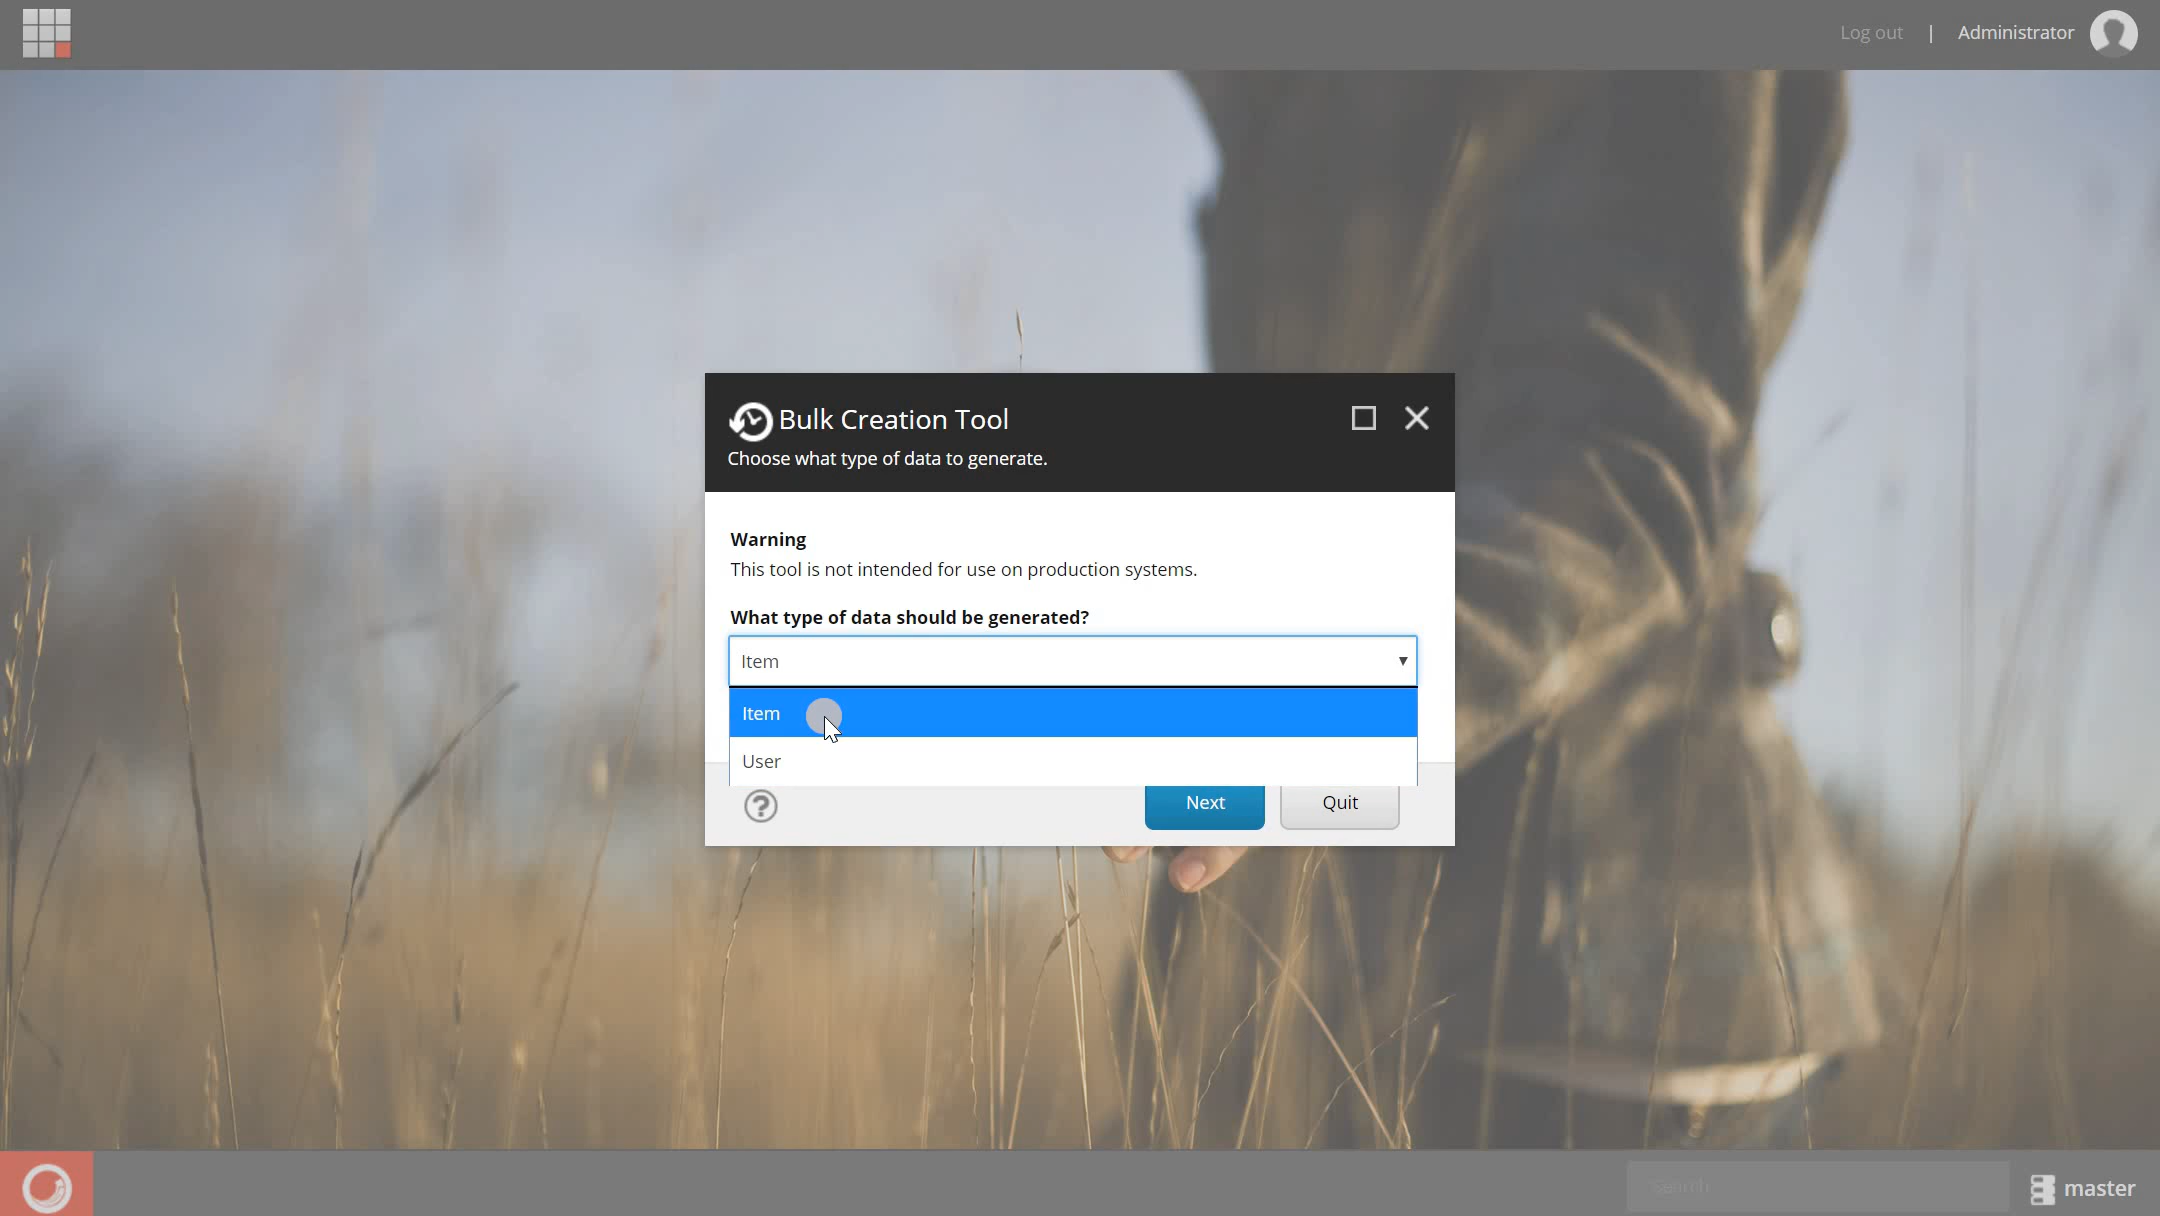 Log out | Administrator
Bulk Creation Tool
Choose what type of data to generate.
Warning
This tool is not intended for use on production systems.
What type of data should be generated?
Item
Item
User
Next Quit
Search
master